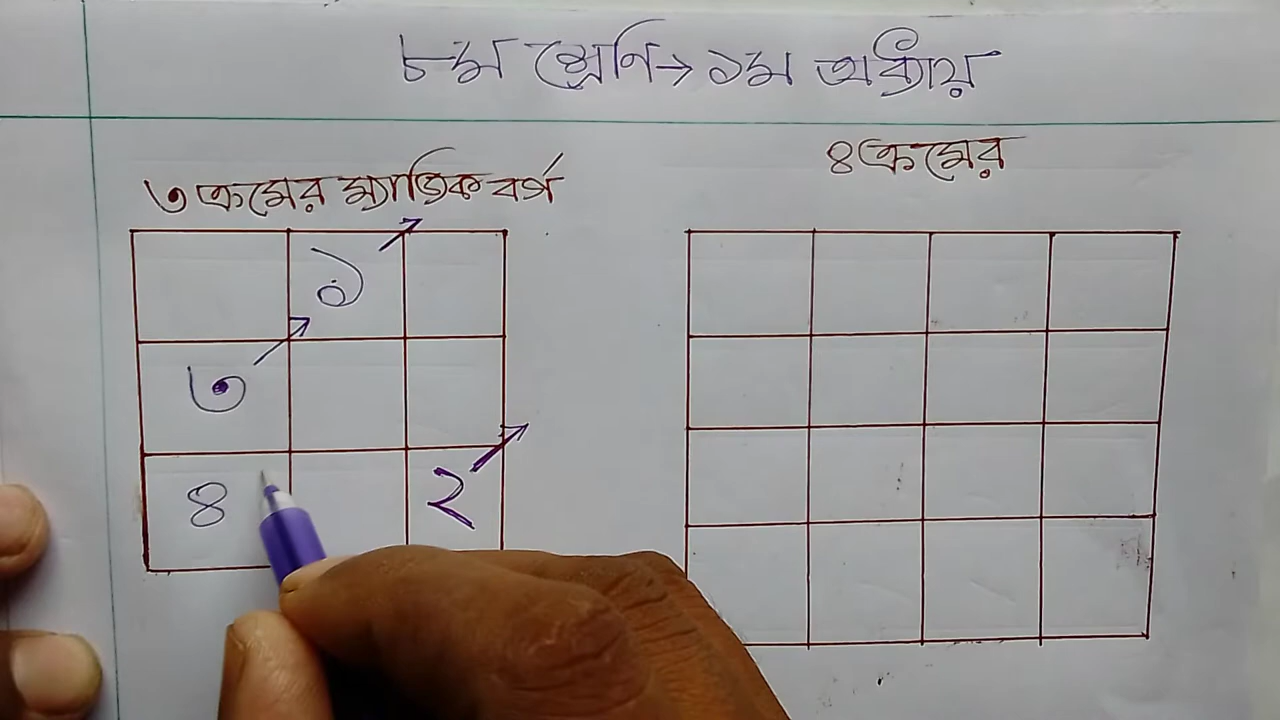 ৮ম শ্রেণি→১ম অধ্যায়
৩ ক্রমের ম্যাজিক বর্গ
৪ ক্রমের
১
৩
৪ ২